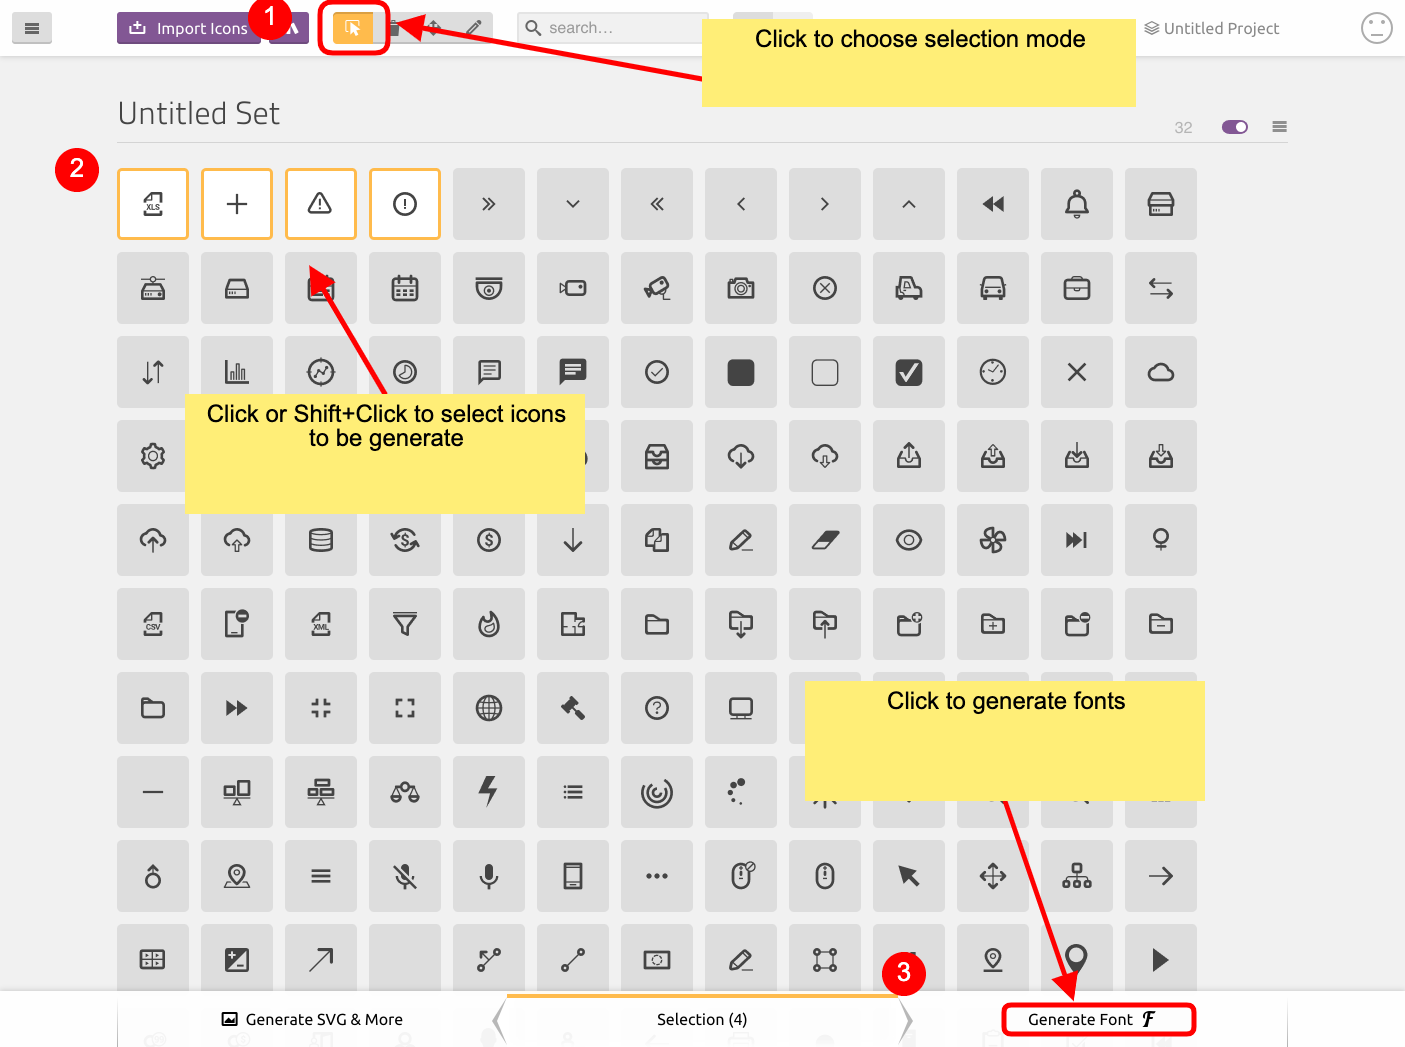 1
Import Icons
search...
Click to choose selection mode
Untitled Project
Untitled Set
32
2
XLS
Click or Shift+Click to select icons
to be generate
CSV
XML
Click to generate fonts
3
Generate SVG & More
Selection (4)
Generate Font